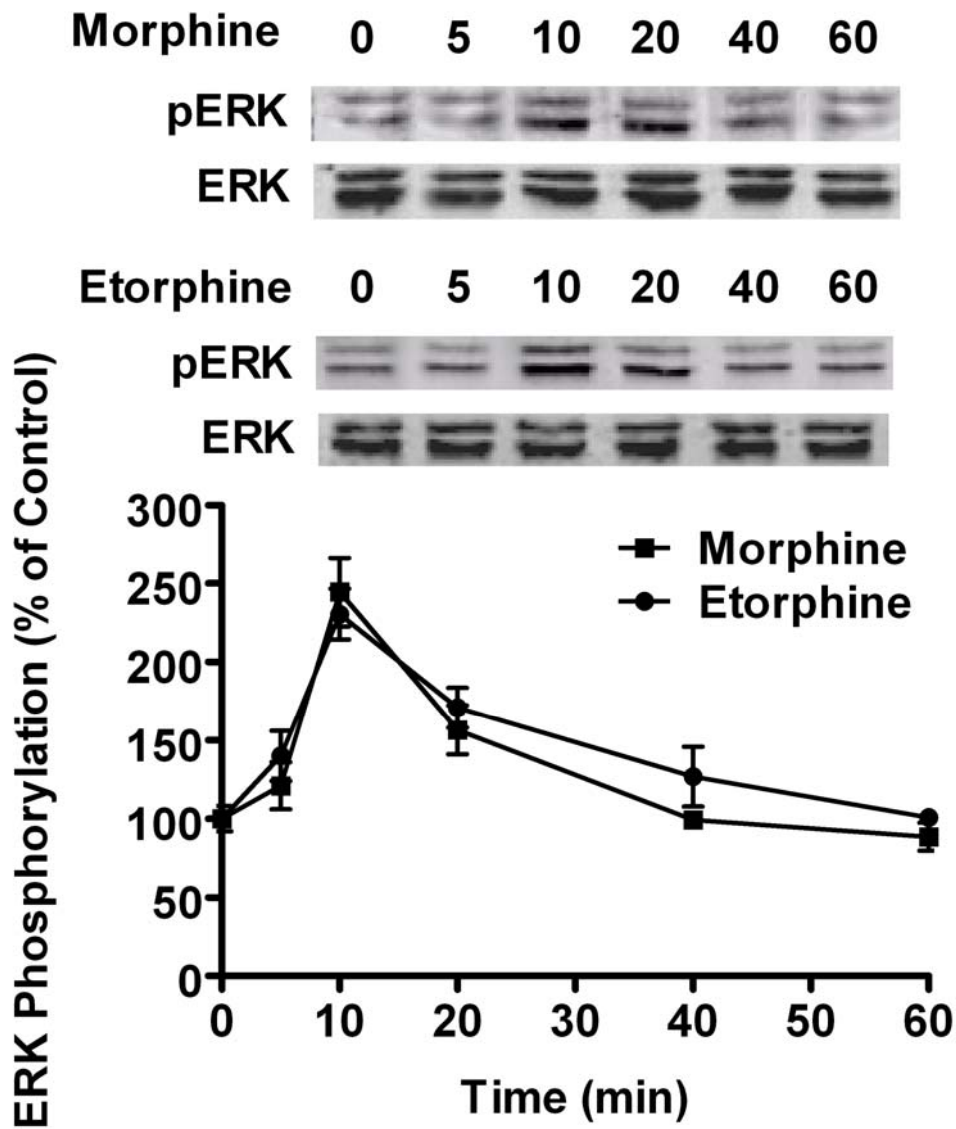 Morphine 0 5 10 20 40 60
pERK
ERK
Etorphine 0 5 10 20 40 60
pERK
ERK
ERK Phosphorylation (% of Control)
300
250
200
150
100
50
0
Morphine
Etorphine
0 10 20 30 40 50 60
Time (min)